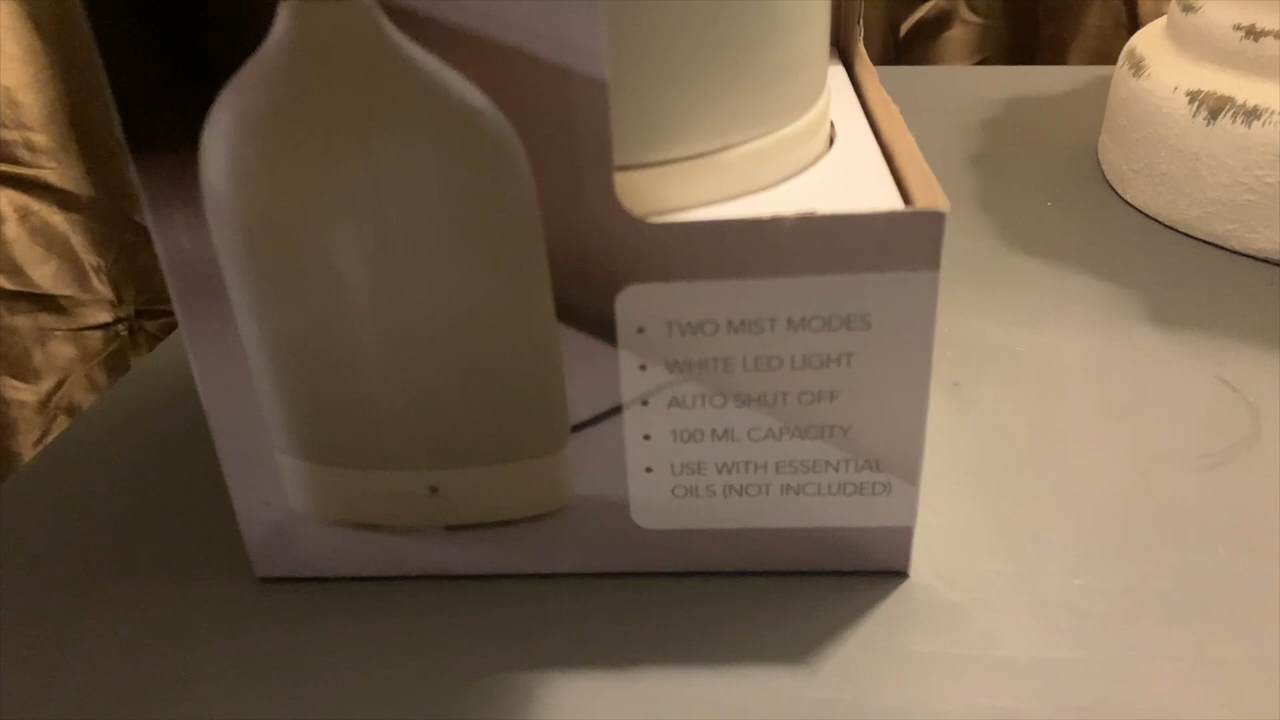 • TWO MIST MODES
• WHITE LED LIGHT
• AUTO SHUT OFF
• 100 ML CAPACITY
• USE WITH ESSENTIAL
OILS (NOT INCLUDED)